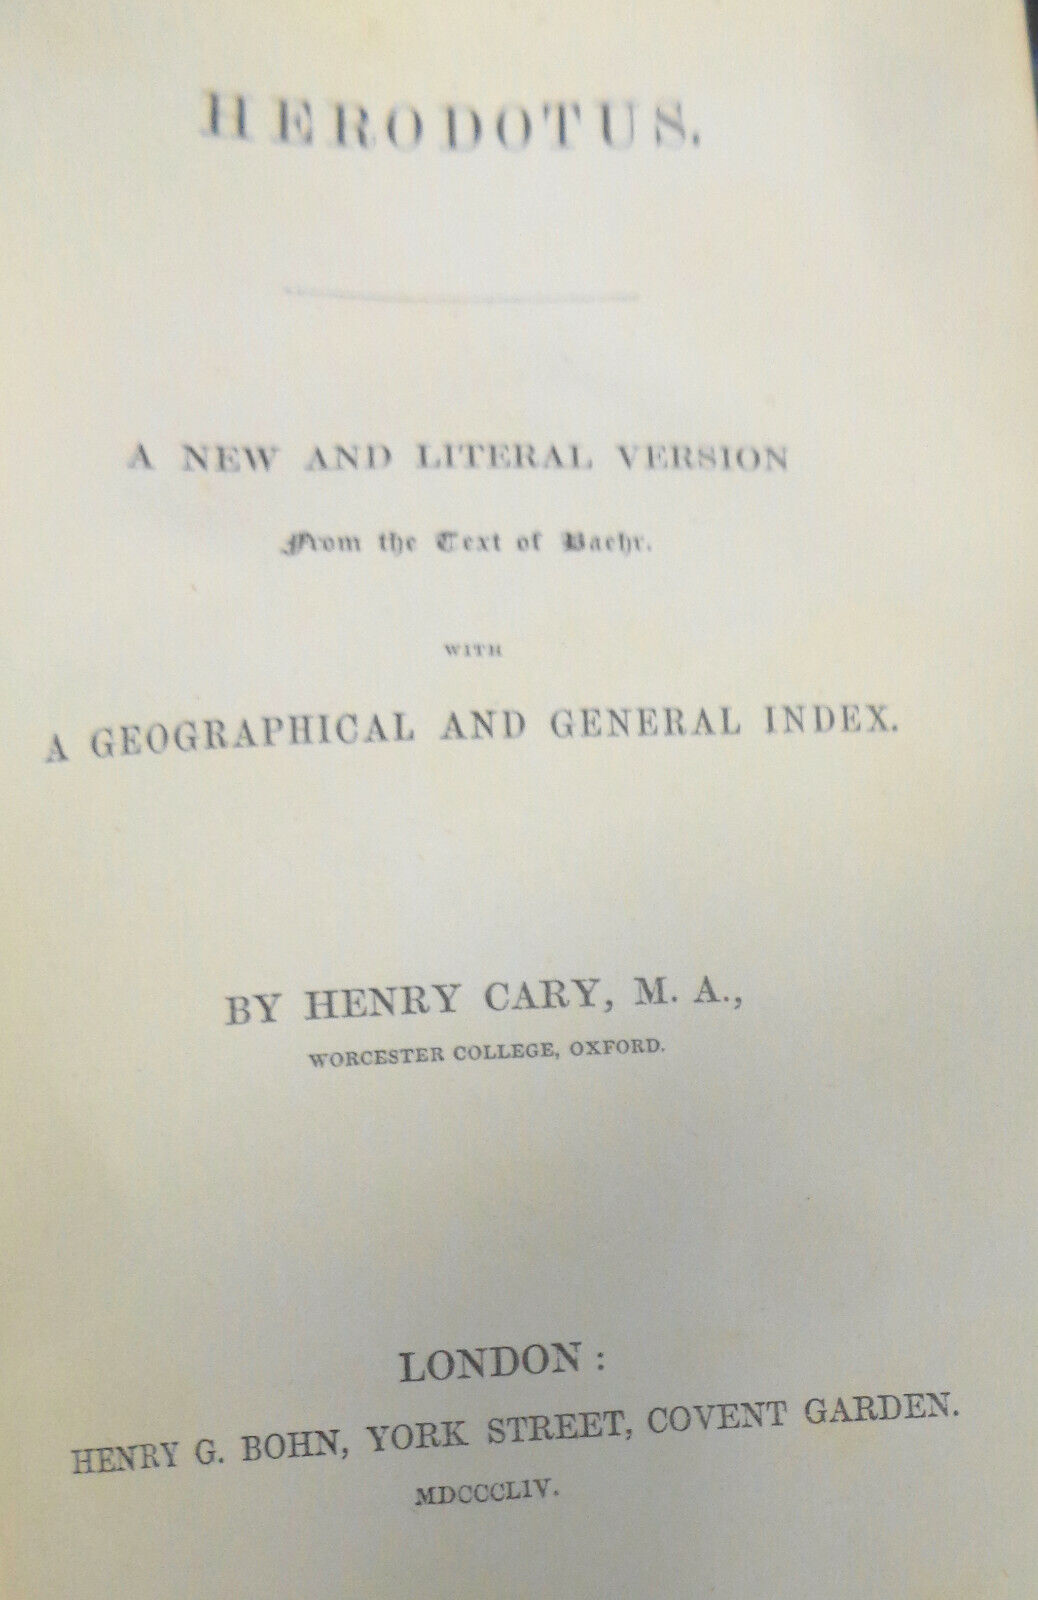 HERODOTUS.
A NEW AND LITERAL VERSION
From the Text of Baehr.
WITH
A GEOGRAPHICAL AND GENERAL INDEX.
BY HENRY CARY, M. A.,
WORCESTER COLLEGE, OXFORD.
LONDON:
HENRY G. BOHN, YORK STREET, COVENT GARDEN.
MDCCCLIV.